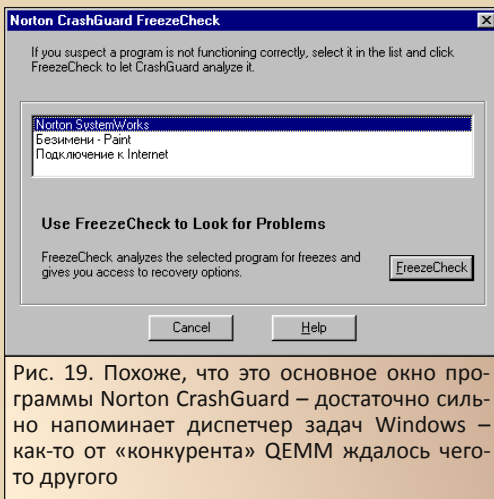 Norton CrashGuard FreezeCheck
If you suspect a program is not functioning correctly, select it in the list and click
FreezeCheck to let CrashGuard analyze it.
Norton SystemWorks
Безимени - Paint
Подключение к Internet
Use FreezeCheck to Look for Problems
FreezeCheck analyzes the selected program for freezes and
gives you access to recovery options.
FreezeCheck
Cancel
Help
Рис. 19. Похоже, что это основное окно про-
граммы Norton CrashGuard – достаточно силь-
но напоминает диспетчер задач Windows –
как-то от «конкурента» QEMM ждалось чего-
то другого